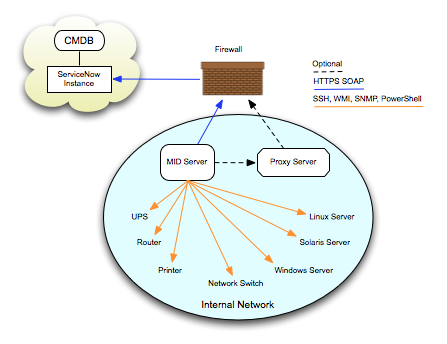 CMDB
ServiceNow
Instance
Firewall
Optional
HTTPS SOAP
SSH, WMI, SNMP, PowerShell
MID Server
Proxy Server
UPS
Linux Server
Router
Solaris Server
Printer
Windows Server
Network Switch
Internal Network